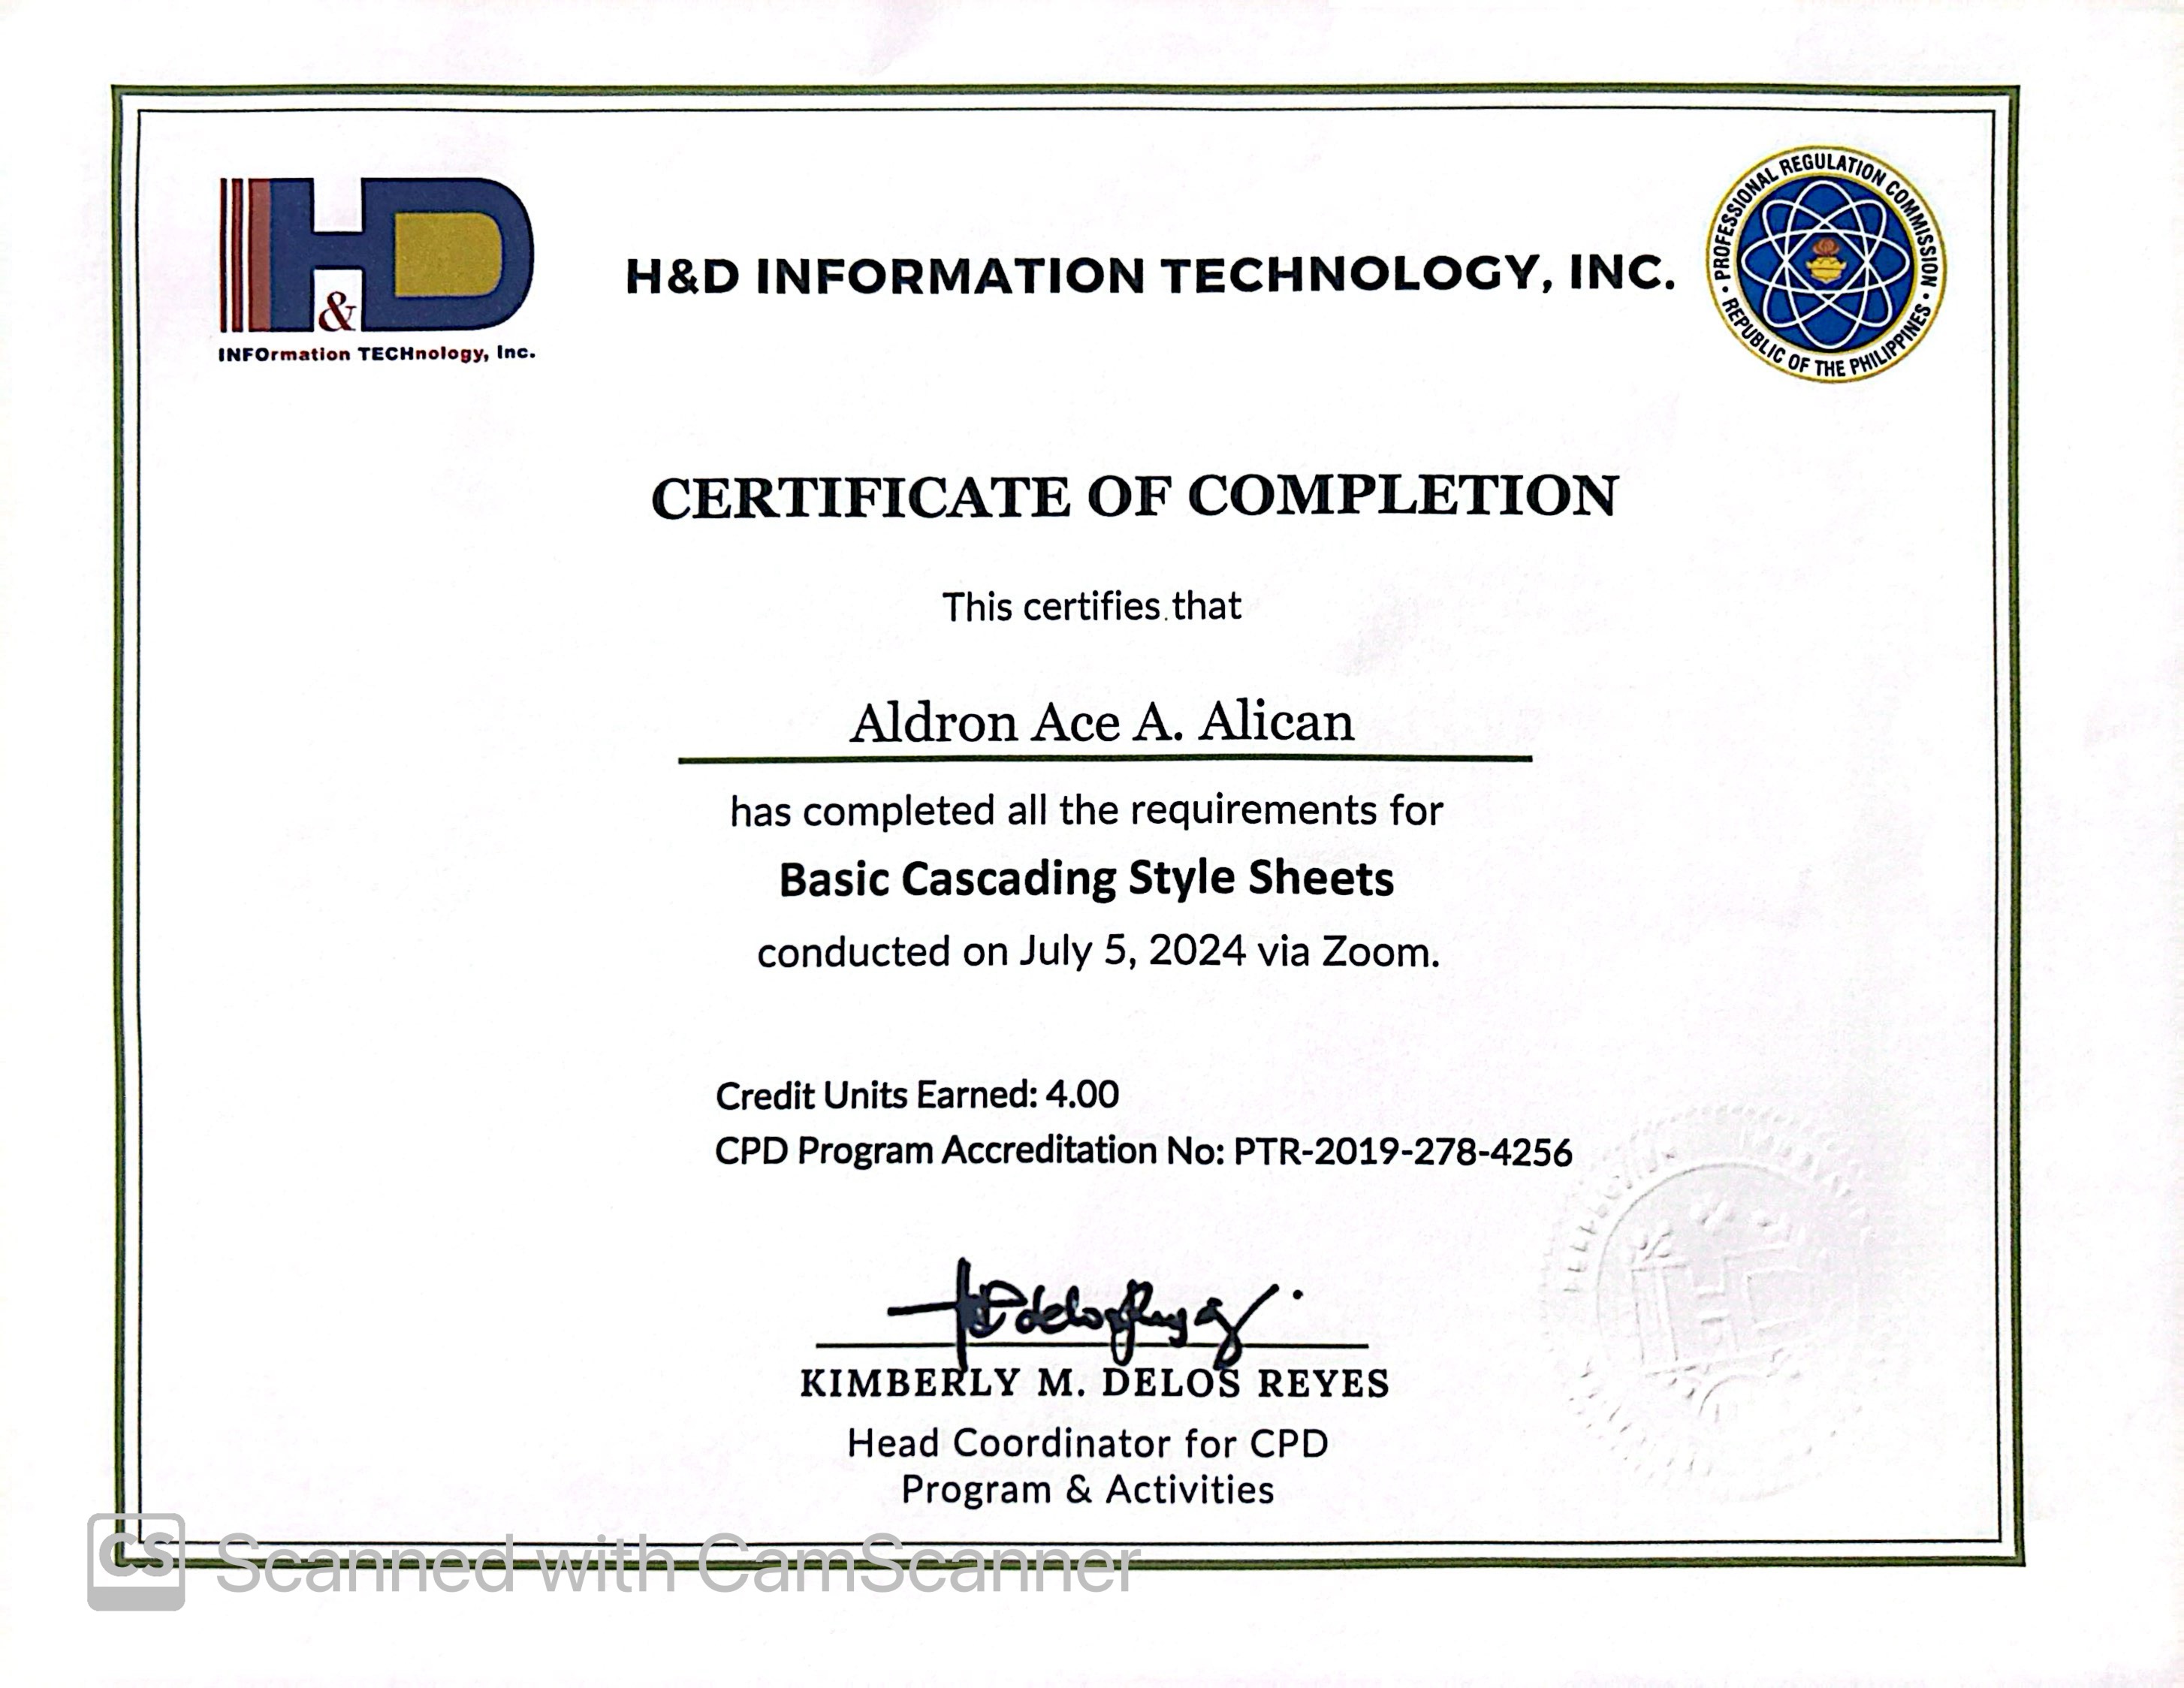 H&D
INFOrmation TECHnology, Inc.
H&D INFORMATION TECHNOLOGY, INC.
PROFESSIONAL REGULATION COMMISSION • REPUBLIC OF THE PHILIPPINES •
CERTIFICATE OF COMPLETION
This certifies that
Aldron Ace A. Alican
has completed all the requirements for
Basic Cascading Style Sheets
conducted on July 5, 2024 via Zoom.
Credit Units Earned: 4.00
CPD Program Accreditation No: PTR-2019-278-4256
KIMBERLY M. DELOS REYES
Head Coordinator for CPD
Program & Activities
CS Scanned with CamScanner